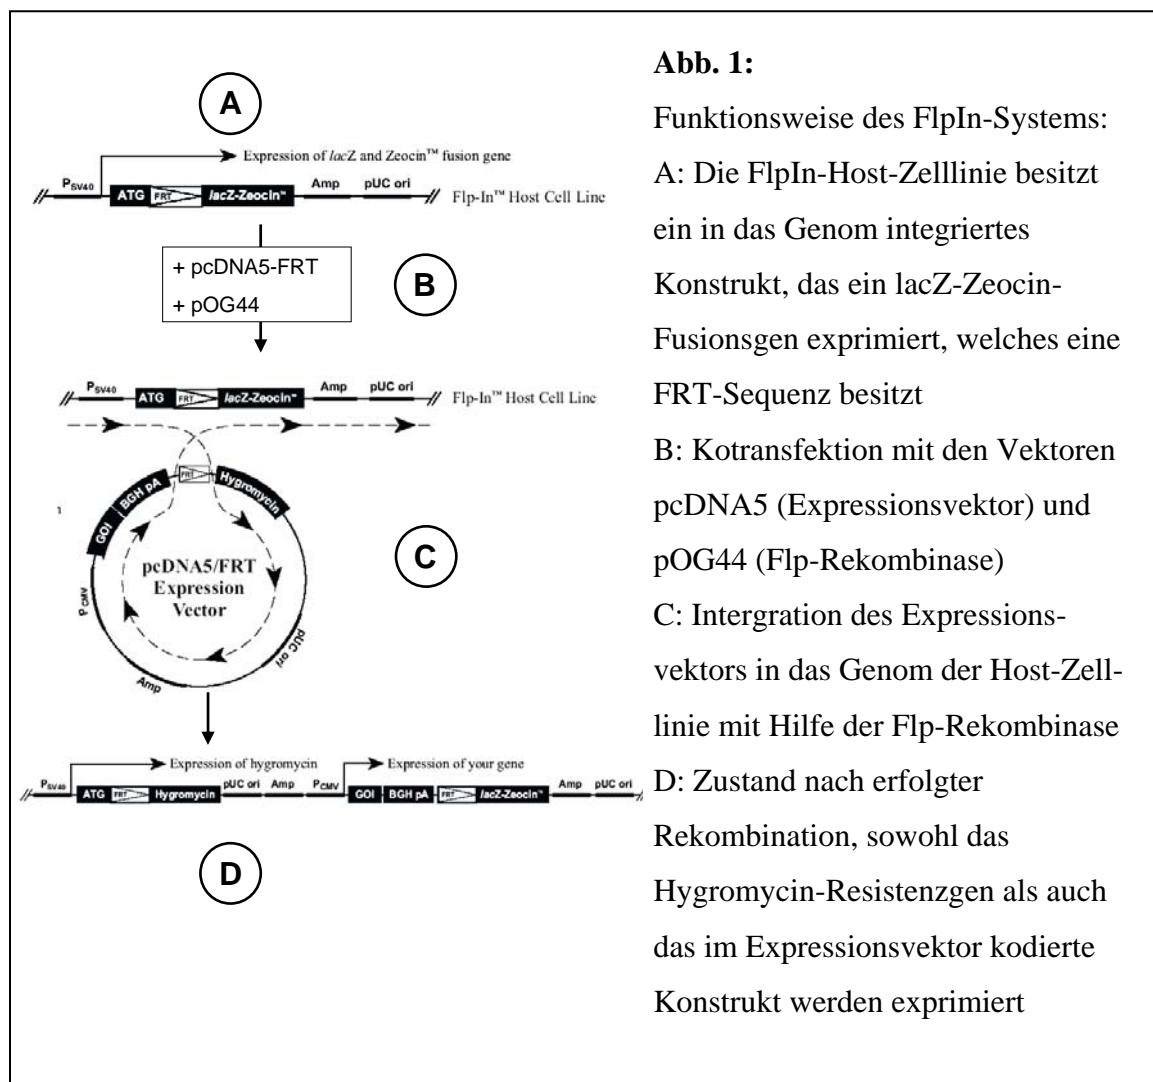 Abb. 1:
Funktionsweise des FlpIn-Systems:
A: Die FlpIn-Host-Zelllinie besitzt
ein in das Genom integriertes
Konstrukt, das ein lacZ-Zeocin-
Fusionsgen exprimiert, welches eine
FRT-Sequenz besitzt
B: Kotransfektion mit den Vektoren
pcDNA5 (Expressionsvektor) und
pOG44 (Flp-Rekombinase)
C: Intergration des Expressions-
vektors in das Genom der Host-Zell-
linie mit Hilfe der Flp-Rekombinase
D: Zustand nach erfolgter
Rekombination, sowohl das
Hygromycin-Resistenzgen als auch
das im Expressionsvektor kodierte
Konstrukt werden exprimiert
A
Expression of lacZ and Zeocin™ fusion gene
PSV40
ATG FRT lacZ-Zeocin™ Amp pUC ori
Flp-In™ Host Cell Line
+ pcDNA5-FRT
+ pOG44
B
PSV40
ATG FRT lacZ-Zeocin™ Amp pUC ori
Flp-In™ Host Cell Line
GOI BGH pA FRT Hygromycin
pcDNA5/FRT
Expression
Vector
PCMV
Amp
pUC ori
C
Expression of hygromycin
Expression of your gene
PSV40 ATG FRT Hygromycin pUC ori Amp PCMV GOI BGH pA FRT lacZ-Zeocin™ Amp pUC ori
D